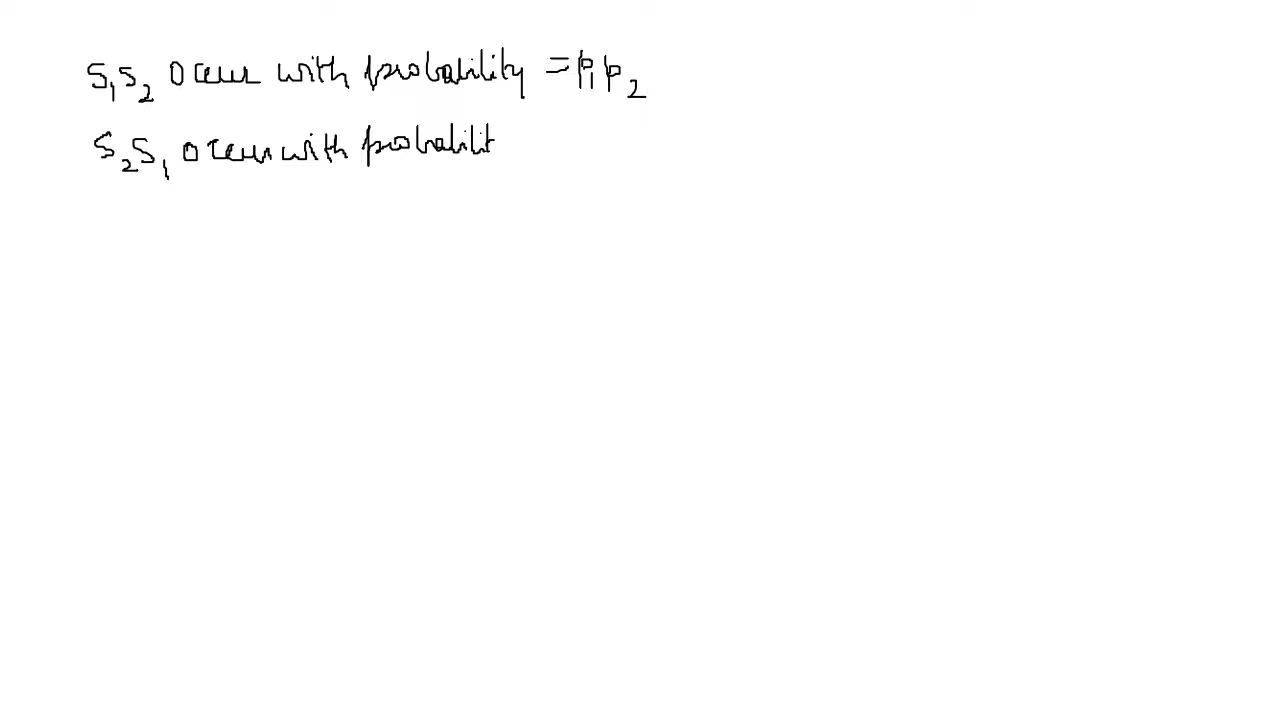 S₁S₂ occur with probability = p₁p₂
S₂S₁ occur with probabilit